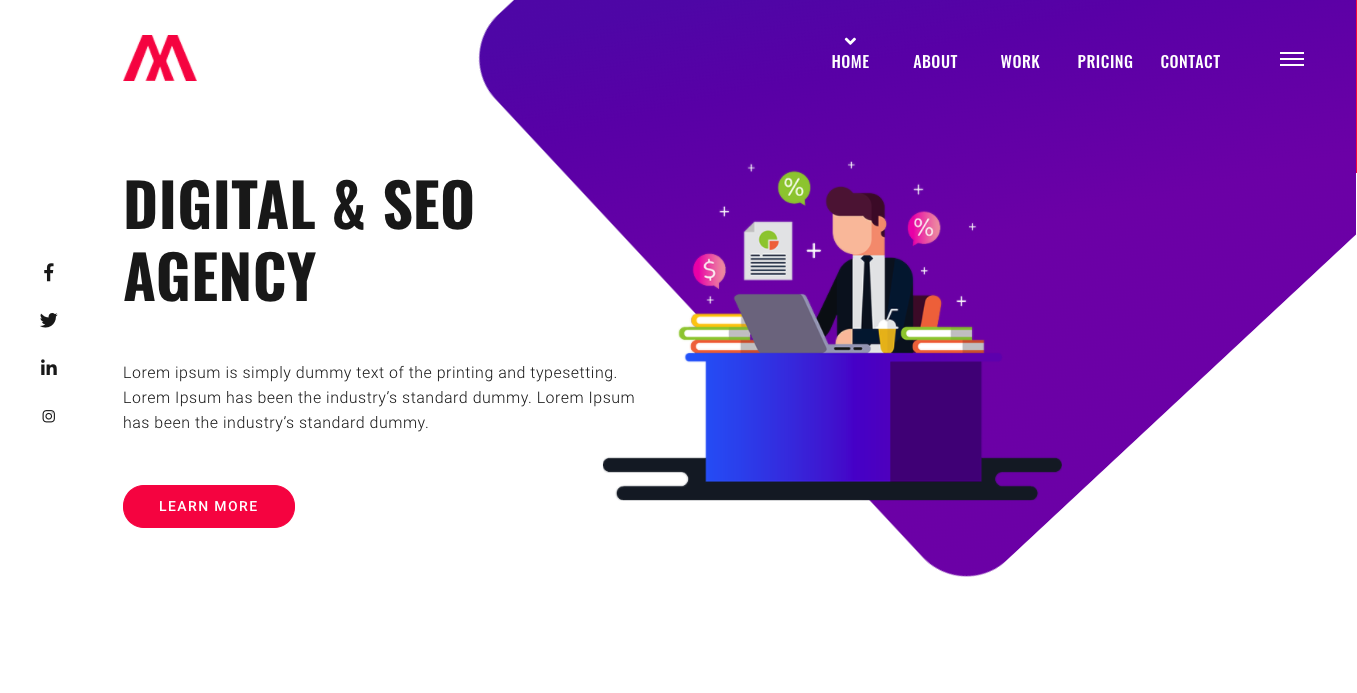 HOME ABOUT WORK PRICING CONTACT
DIGITAL & SEO
AGENCY
Lorem ipsum is simply dummy text of the printing and typesetting.
Lorem Ipsum has been the industry’s standard dummy. Lorem Ipsum
has been the industry’s standard dummy.
LEARN MORE
%
%
$